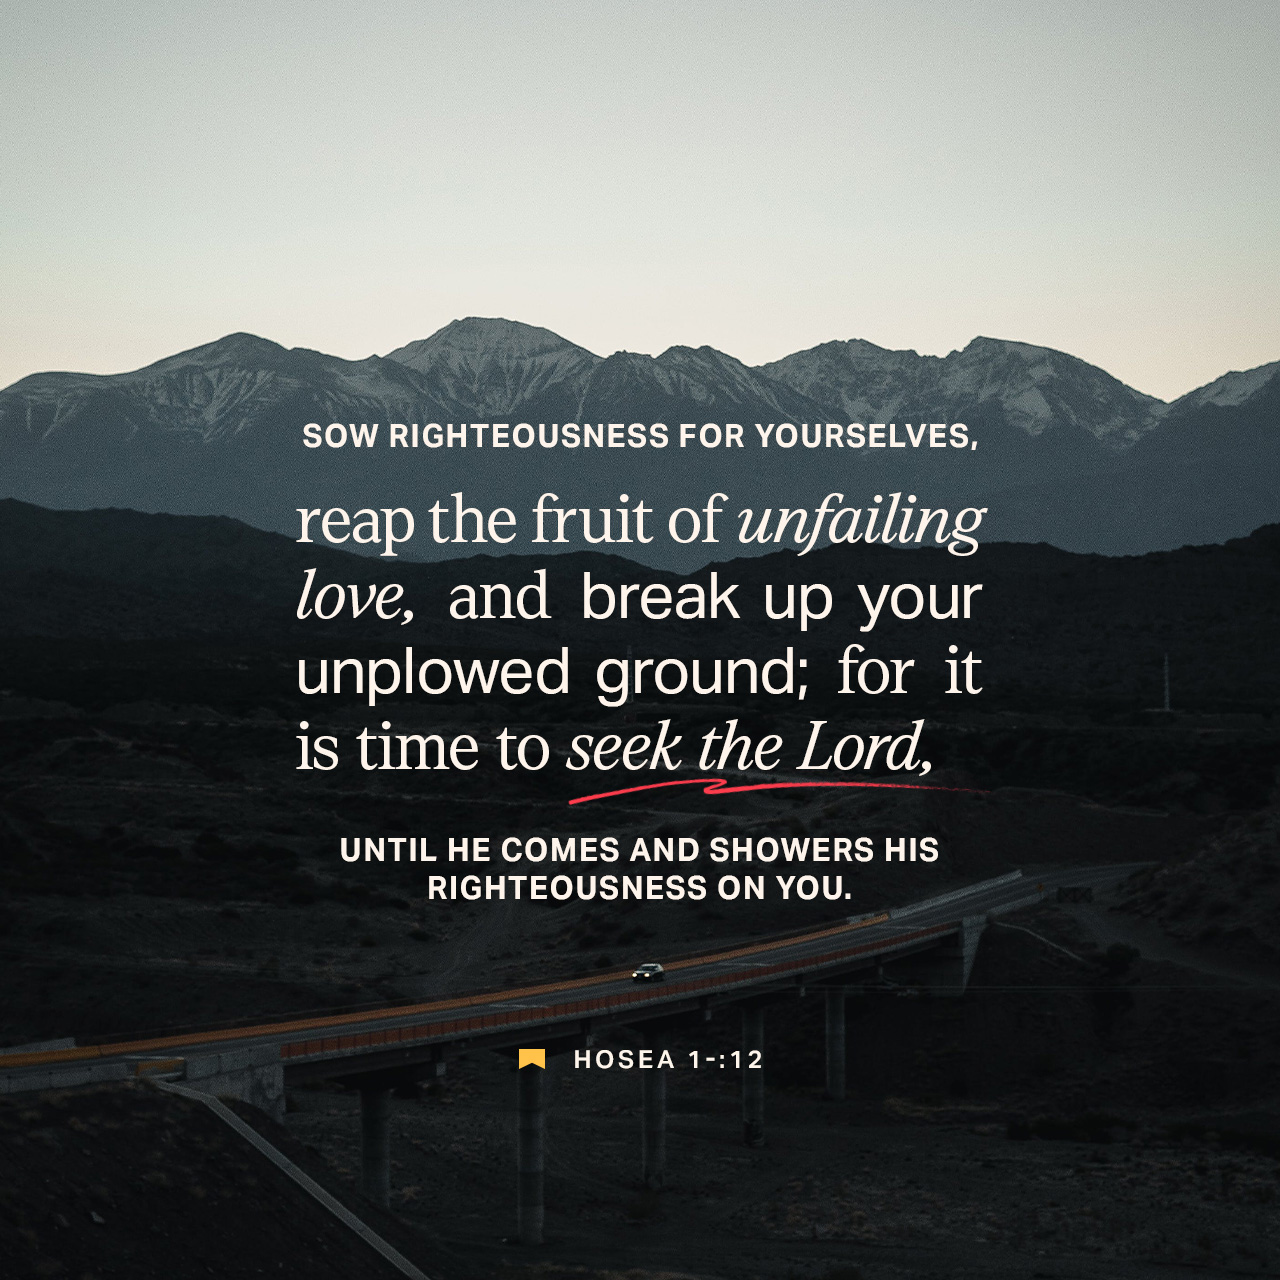 SOW RIGHTEOUSNESS FOR YOURSELVES,
reap the fruit of unfailing
love, and break up your
unplowed ground; for it
is time to seek the Lord,
UNTIL HE COMES AND SHOWERS HIS
RIGHTEOUSNESS ON YOU.
HOSEA 1-:12